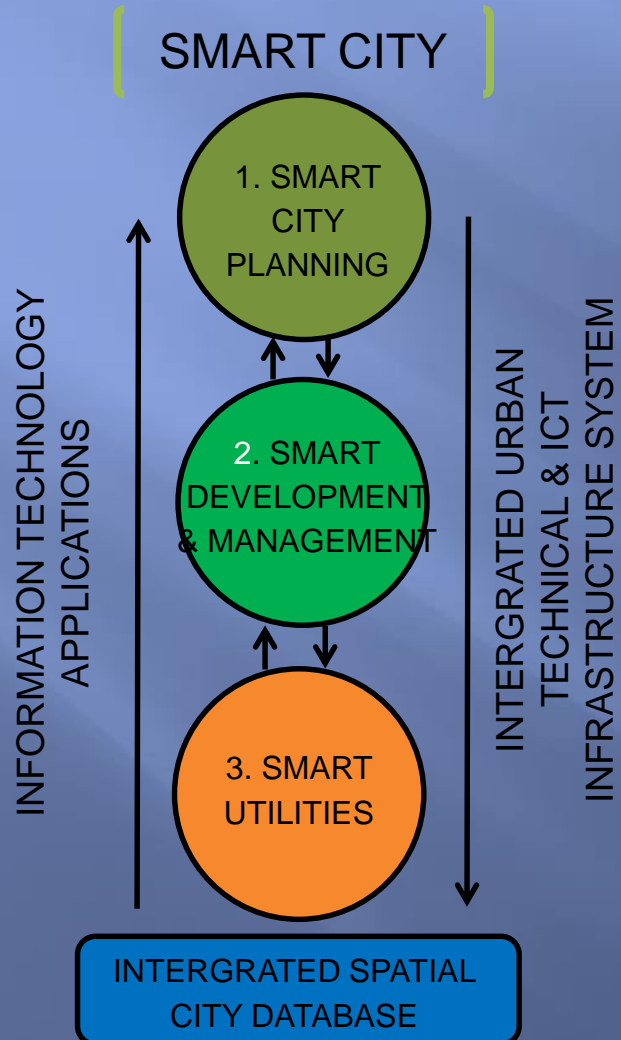 SMART CITY
1. SMART
CITY
PLANNING
2. SMART
DEVELOPMENT
& MANAGEMENT
3. SMART
UTILITIES
INFORMATION TECHNOLOGY
APPLICATIONS
INTERGRATED URBAN
TECHNICAL & ICT
INFRASTRUCTURE SYSTEM
INTERGRATED SPATIAL
CITY DATABASE